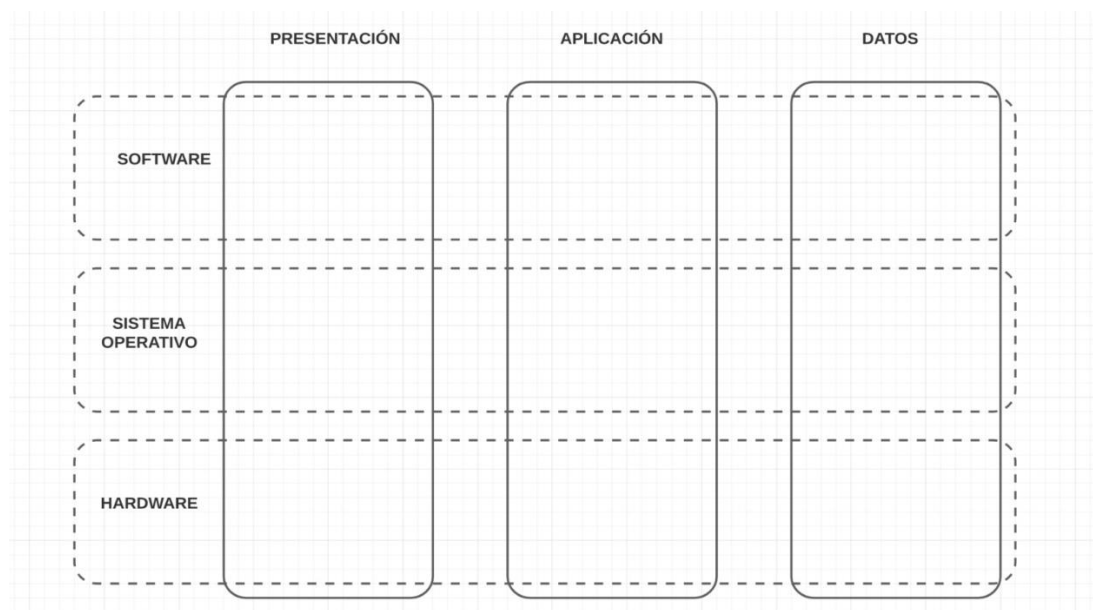 PRESENTACIÓN
APLICACIÓN
DATOS
SOFTWARE
SISTEMA
OPERATIVO
HARDWARE